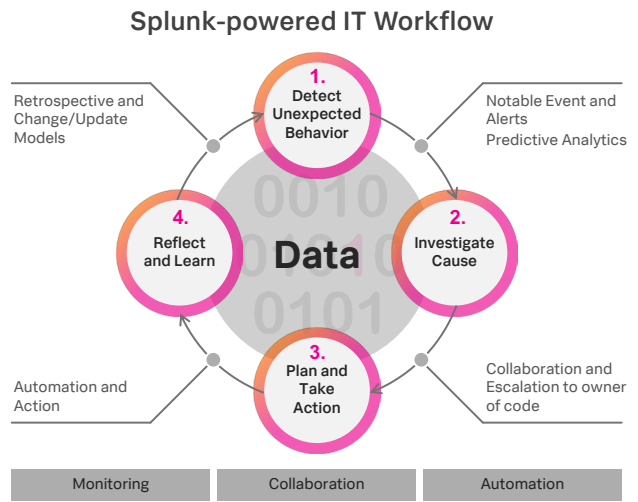 Splunk-powered IT Workflow
1.
Detect
Unexpected
Behavior
Retrospective and
Change/Update
Models
Notable Event and
Alerts
Predictive Analytics
4.
Reflect
and Learn
0010
01010
0101
Data
2.
Investigate
Cause
3.
Plan and
Take
Action
Automation and
Action
Collaboration and
Escalation to owner
of code
Monitoring
Collaboration
Automation